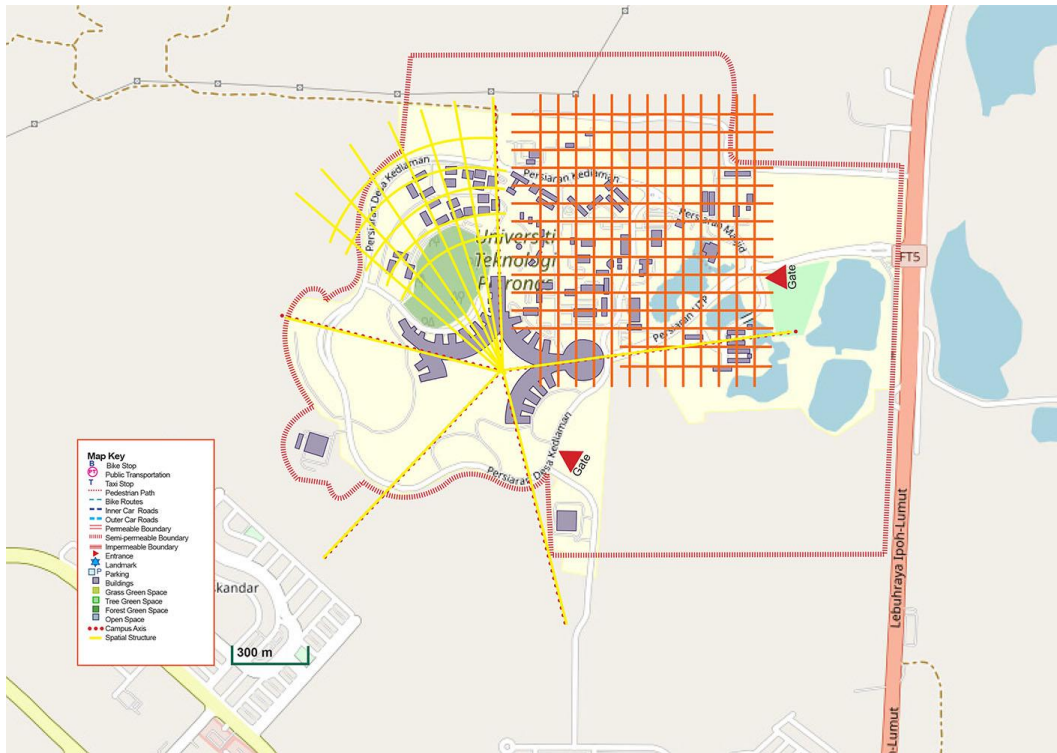 Persiaran Desa Kediaman
Persiaran Kediaman
Persiaran Masjid
Universiti
Teknologi
Petronas
FT5
Gate
Persiaran UTP
Persiaran Desa Kediaman
Gate
Map Key
B Bike Stop
PT Public Transportation
T Taxi Stop
Pedestrian Path
Bike Routes
Inner Car Roads
Outer Car Roads
Permeable Boundary
Semi-permeable Boundary
Impermeable Boundary
Entrance
Landmark
P Parking
Buildings
Grass Green Space
Tree Green Space
Forest Green Space
Open Space
Campus Axis
Spatial Structure
skandar
300 m
Lebuhraya Ipoh-Lumut
h-Lumut